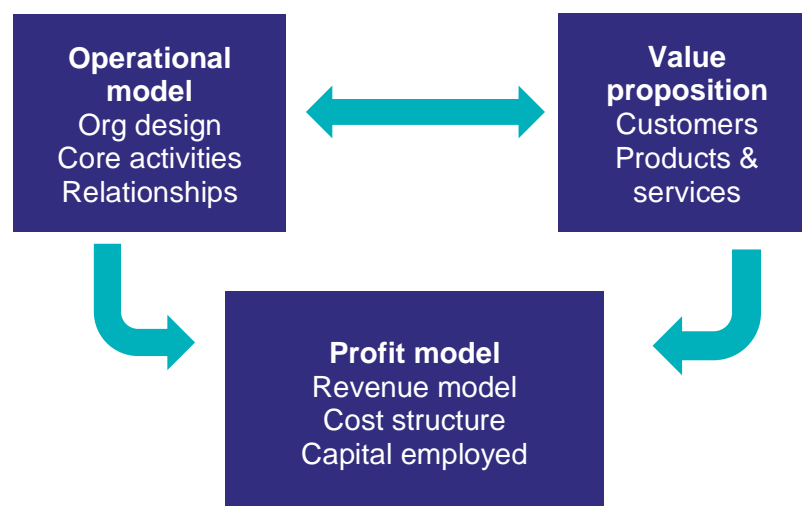 Operational
model
Org design
Core activities
Relationships
Value
proposition
Customers
Products &
services
Profit model
Revenue model
Cost structure
Capital employed